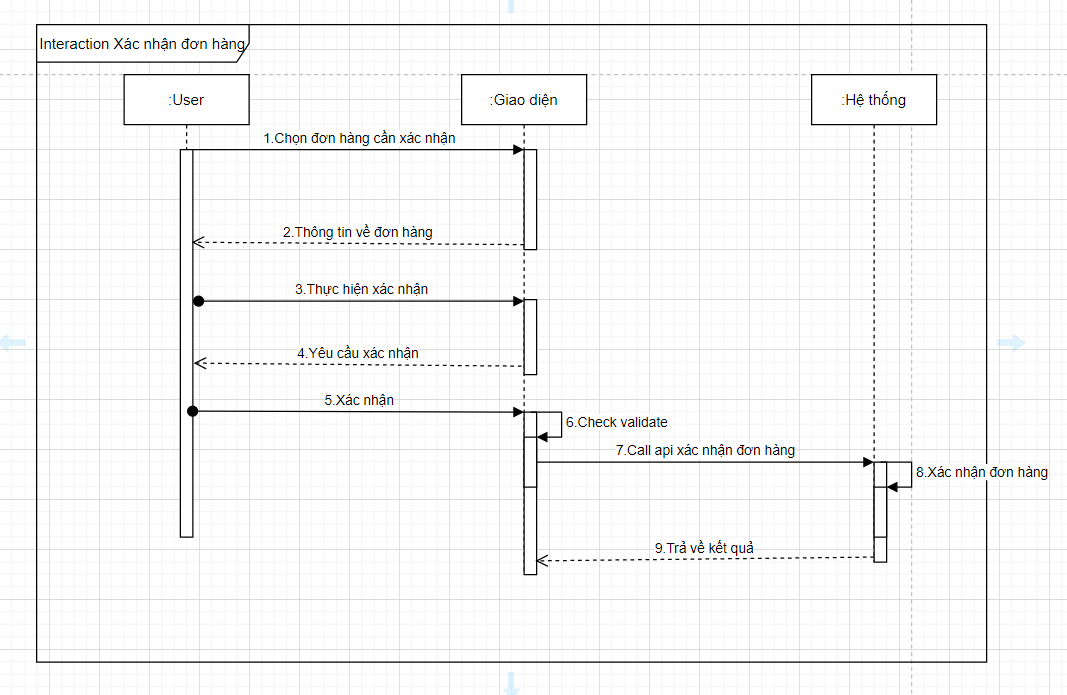 Interaction Xác nhận đơn hàng
:User
:Giao diện
:Hệ thống
1.Chọn đơn hàng cần xác nhận
2.Thông tin về đơn hàng
3.Thực hiện xác nhận
4.Yêu cầu xác nhận
5.Xác nhận
6.Check validate
7.Call api xác nhận đơn hàng
8.Xác nhận đơn hàng
9.Trả về kết quả